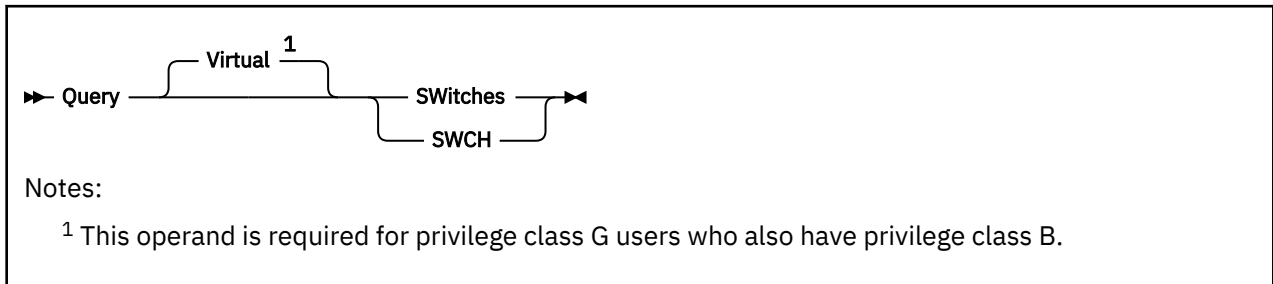 Virtual 1
Query SWitches
SWCH
Notes:
1 This operand is required for privilege class G users who also have privilege class B.